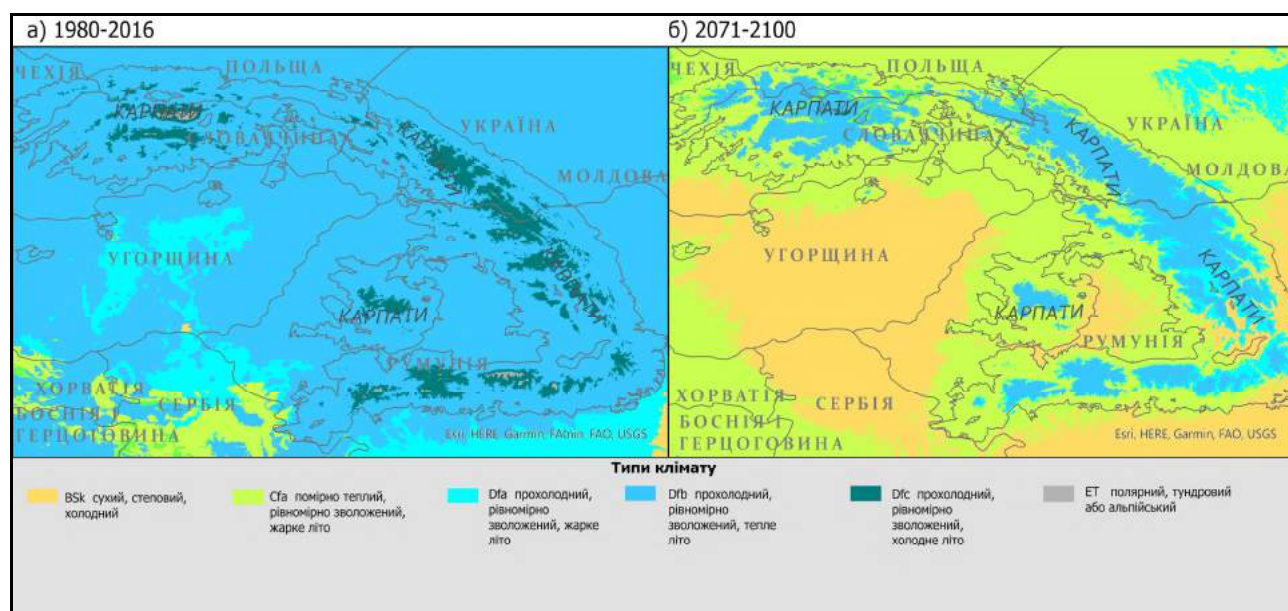 а) 1980-2016
б) 2071-2100
ЧЕХІЯ
ПОЛЬЩА
КАРПАТИ
СЛОВАЧЧИНА
УКРАЇНА
КАРПАТИ
МОЛДОВА
УГОРЩИНА
КАРПАТИ
КАРПАТИ
РУМУНІЯ
ХОРВАТІЯ
БОСНІЯ І
СЕРБІЯ
ГЕРЦОГОВИНА
Esri, HERE, Garmin, FAO, USGS
ЧЕХІЯ
ПОЛЬЩА
КАРПАТИ
СЛОВАЧЧИНА
УКРАЇНА
КАРПАТИ
МОЛДОВА
УГОРЩИНА
КАРПАТИ
КАРПАТИ
РУМУНІЯ
ХОРВАТІЯ
СЕРБІЯ
БОСНІЯ І
ГЕРЦОГОВИНА
Esri, HERE, Garmin, FAO, USGS
Типи клімату
BSk сухий, степовий,
холодний
Cfa помірно теплий,
рівномірно зволожений,
жарке літо
Dfa прохолодний,
рівномірно
зволожений, жарке
літо
Dfb прохолодний,
рівномірно
зволожений, тепле
літо
Dfc прохолодний,
рівномірно
зволожений,
холодне літо
ET полярний, тундровий
або альпійський